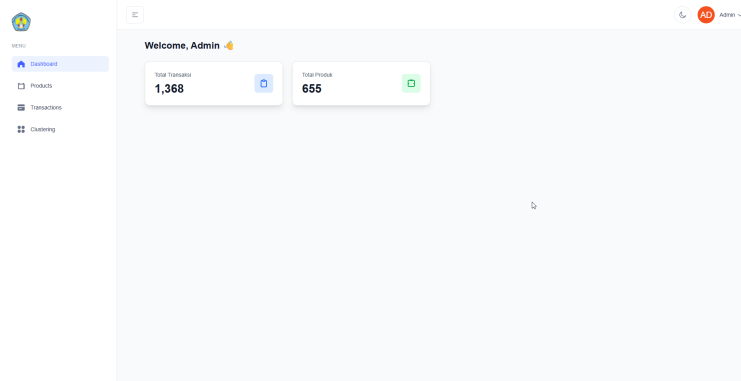 AD
Admin
MENU
Dashboard
Products
Transactions
Clustering
Welcome, Admin 👋
Total Transaksi
1,368
Total Produk
655